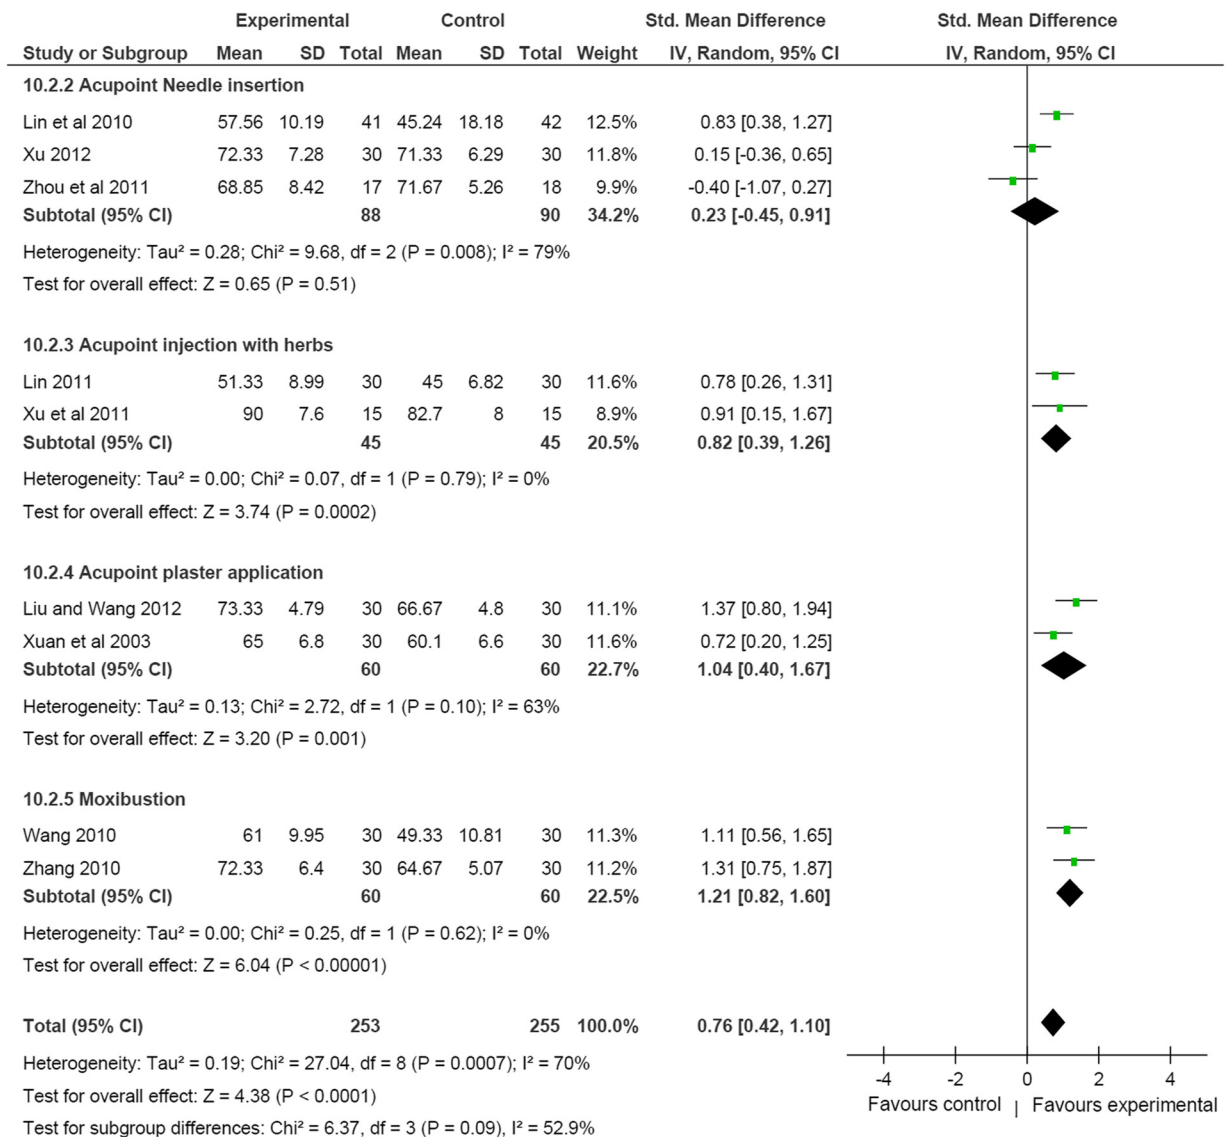 Experimental Control Std. Mean Difference Std. Mean Difference
Study or Subgroup Mean SD Total Mean SD Total Weight IV, Random, 95% CI IV, Random, 95% CI
10.2.2 Acupoint Needle insertion
Lin et al 2010 57.56 10.19 41 45.24 18.18 42 12.5% 0.83 [0.38, 1.27]
Xu 2012 72.33 7.28 30 71.33 6.29 30 11.8% 0.15 [-0.36, 0.65]
Zhou et al 2011 68.85 8.42 17 71.67 5.26 18 9.9% -0.40 [-1.07, 0.27]
Subtotal (95% CI) 88 90 34.2% 0.23 [-0.45, 0.91]
Heterogeneity: Tau² = 0.28; Chi² = 9.68, df = 2 (P = 0.008); I² = 79%
Test for overall effect: Z = 0.65 (P = 0.51)
10.2.3 Acupoint injection with herbs
Lin 2011 51.33 8.99 30 45 6.82 30 11.6% 0.78 [0.26, 1.31]
Xu et al 2011 90 7.6 15 82.7 8 15 8.9% 0.91 [0.15, 1.67]
Subtotal (95% CI) 45 45 20.5% 0.82 [0.39, 1.26]
Heterogeneity: Tau² = 0.00; Chi² = 0.07, df = 1 (P = 0.79); I² = 0%
Test for overall effect: Z = 3.74 (P = 0.0002)
10.2.4 Acupoint plaster application
Liu and Wang 2012 73.33 4.79 30 66.67 4.8 30 11.1% 1.37 [0.80, 1.94]
Xuan et al 2003 65 6.8 30 60.1 6.6 30 11.6% 0.72 [0.20, 1.25]
Subtotal (95% CI) 60 60 22.7% 1.04 [0.40, 1.67]
Heterogeneity: Tau² = 0.13; Chi² = 2.72, df = 1 (P = 0.10); I² = 63%
Test for overall effect: Z = 3.20 (P = 0.001)
10.2.5 Moxibustion
Wang 2010 61 9.95 30 49.33 10.81 30 11.3% 1.11 [0.56, 1.65]
Zhang 2010 72.33 6.4 30 64.67 5.07 30 11.2% 1.31 [0.75, 1.87]
Subtotal (95% CI) 60 60 22.5% 1.21 [0.82, 1.60]
Heterogeneity: Tau² = 0.00; Chi² = 0.25, df = 1 (P = 0.62); I² = 0%
Test for overall effect: Z = 6.04 (P < 0.00001)
Total (95% CI) 253 255 100.0% 0.76 [0.42, 1.10]
Heterogeneity: Tau² = 0.19; Chi² = 27.04, df = 8 (P = 0.0007); I² = 70%
Test for overall effect: Z = 4.38 (P < 0.0001)
Test for subgroup differences: Chi² = 6.37, df = 3 (P = 0.09), I² = 52.9%
-4 -2 0 2 4
Favours control | Favours experimental